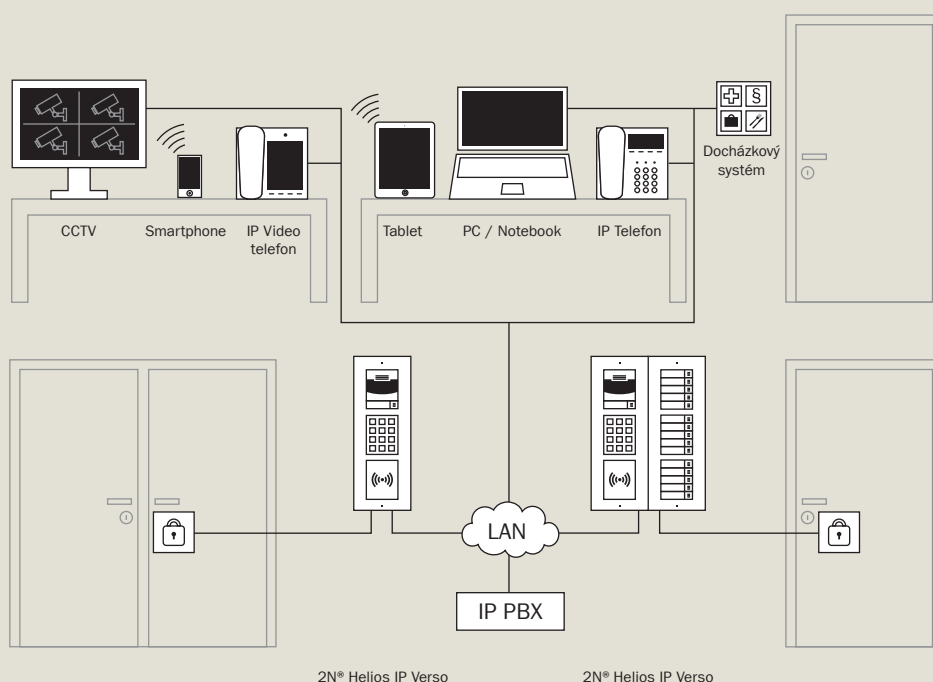 §
Docházkový
systém
CCTV
Smartphone
IP Video
telefon
Tablet
PC / Notebook
IP Telefon
LAN
IP PBX
2N® Helios IP Verso
2N® Helios IP Verso